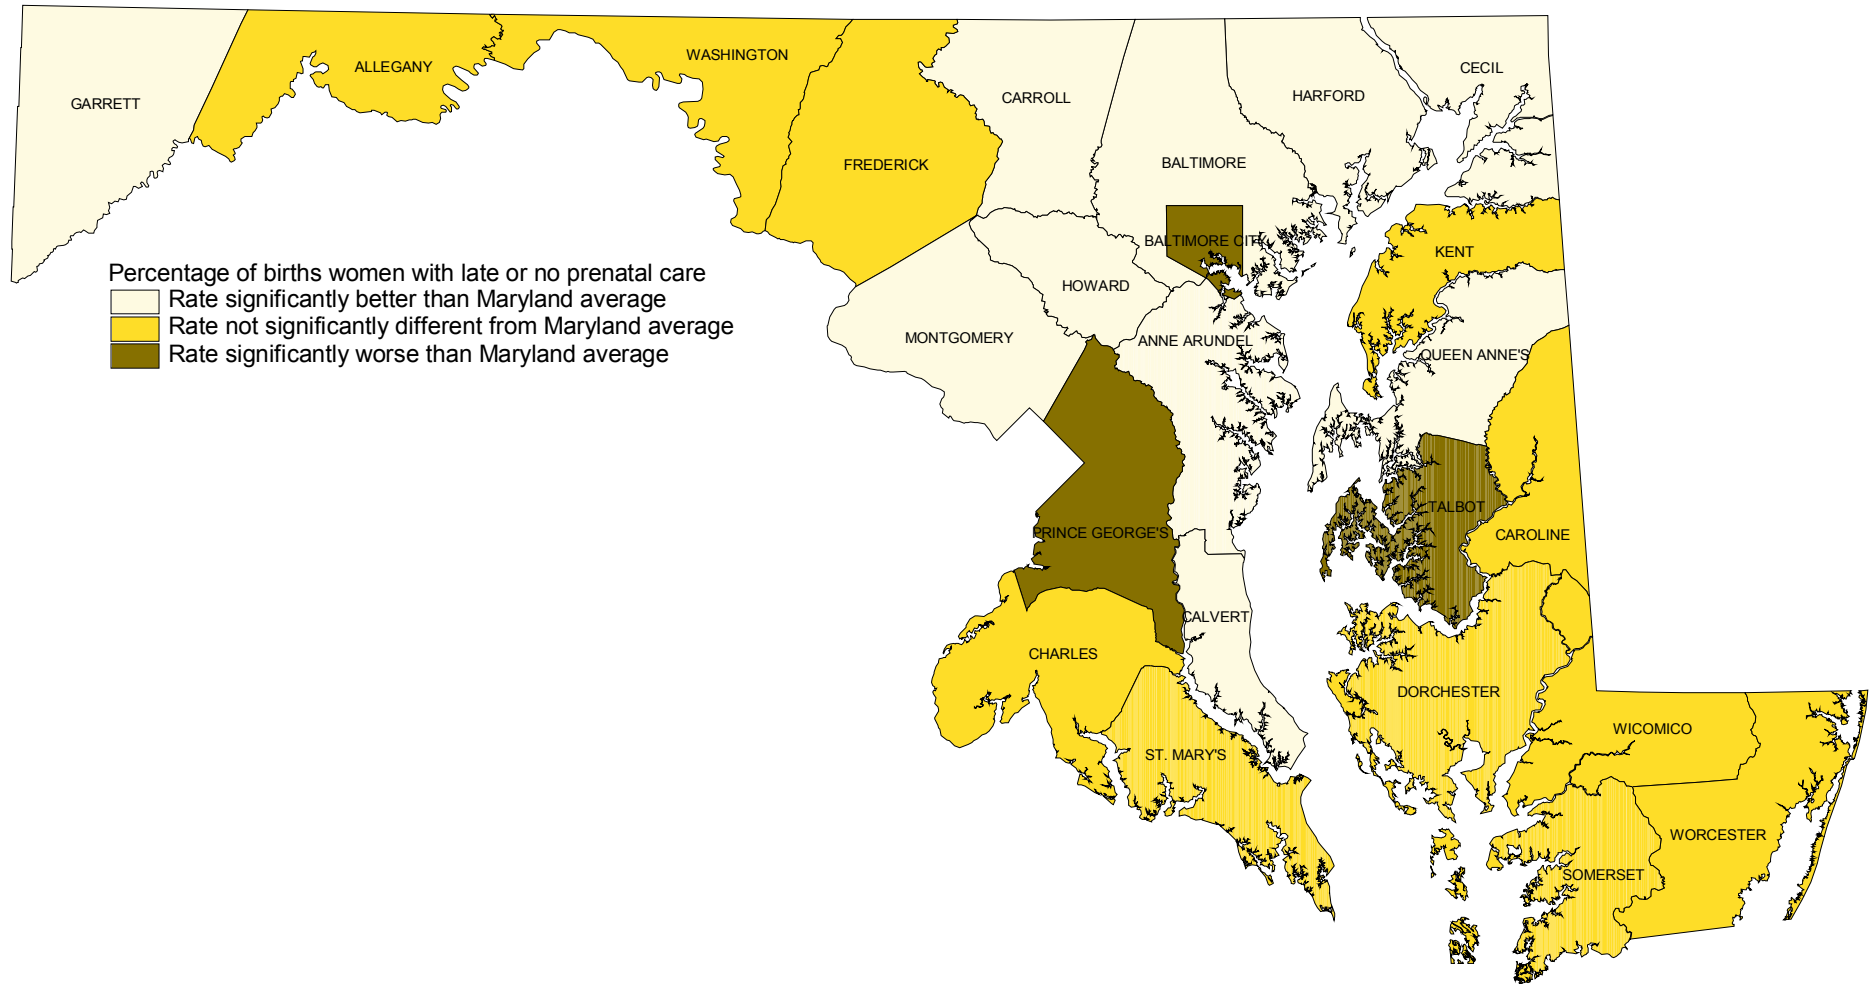 WASHINGTON
ALLEGANY
CECIL
GARRETT
CARROLL
HARFORD
BALTIMORE
FREDERICK
BALTIMORE CITY
KENT
Percentage of births women with late or no prenatal care
Rate significantly better than Maryland average
Rate not significantly different from Maryland average
Rate significantly worse than Maryland average
HOWARD
MONTGOMERY
ANNE ARUNDEL
QUEEN ANNE'S
TALBOT
PRINCE GEORGE'S
CAROLINE
CALVERT
CHARLES
DORCHESTER
WICOMICO
ST. MARY'S
WORCESTER
SOMERSET